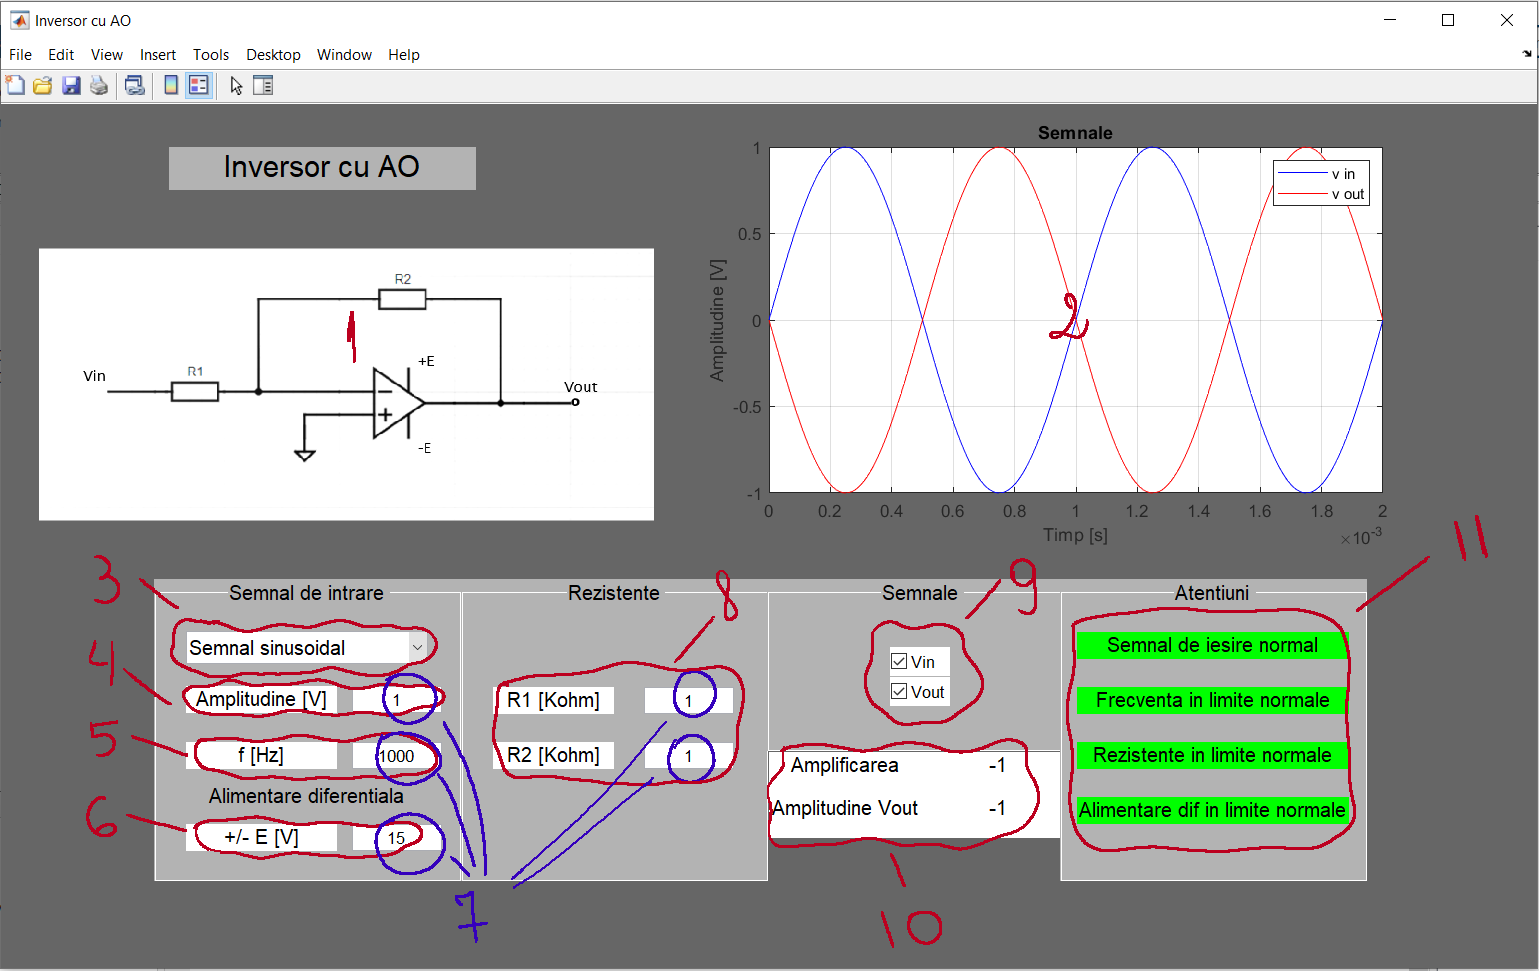 Inversor cu AO
File Edit View Insert Tools Desktop Window Help
Inversor cu AO
Semnale
1
0.5
0
-0.5
-1
Amplitudine [V]
v in
v out
2
0 0.2 0.4 0.6 0.8 1 1.2 1.4 1.6 1.8 2
Timp [s]
×10-3
R2
1
+E
Vin
R1
Vout
-
+
-E
3
4
5
6
Semnal de intrare
Semnal sinusoidal
Amplitudine [V] 1
f [Hz] 1000
Alimentare diferentiala
+/- E [V] 15
7
Rezistente
8
R1 [Kohm] 1
R2 [Kohm] 1
Semnale
9
Vin
Vout
Amplificarea -1
Amplitudine Vout -1
10
Atentiuni
11
Semnal de iesire normal
Frecventa in limite normale
Rezistente in limite normale
Alimentare dif in limite normale